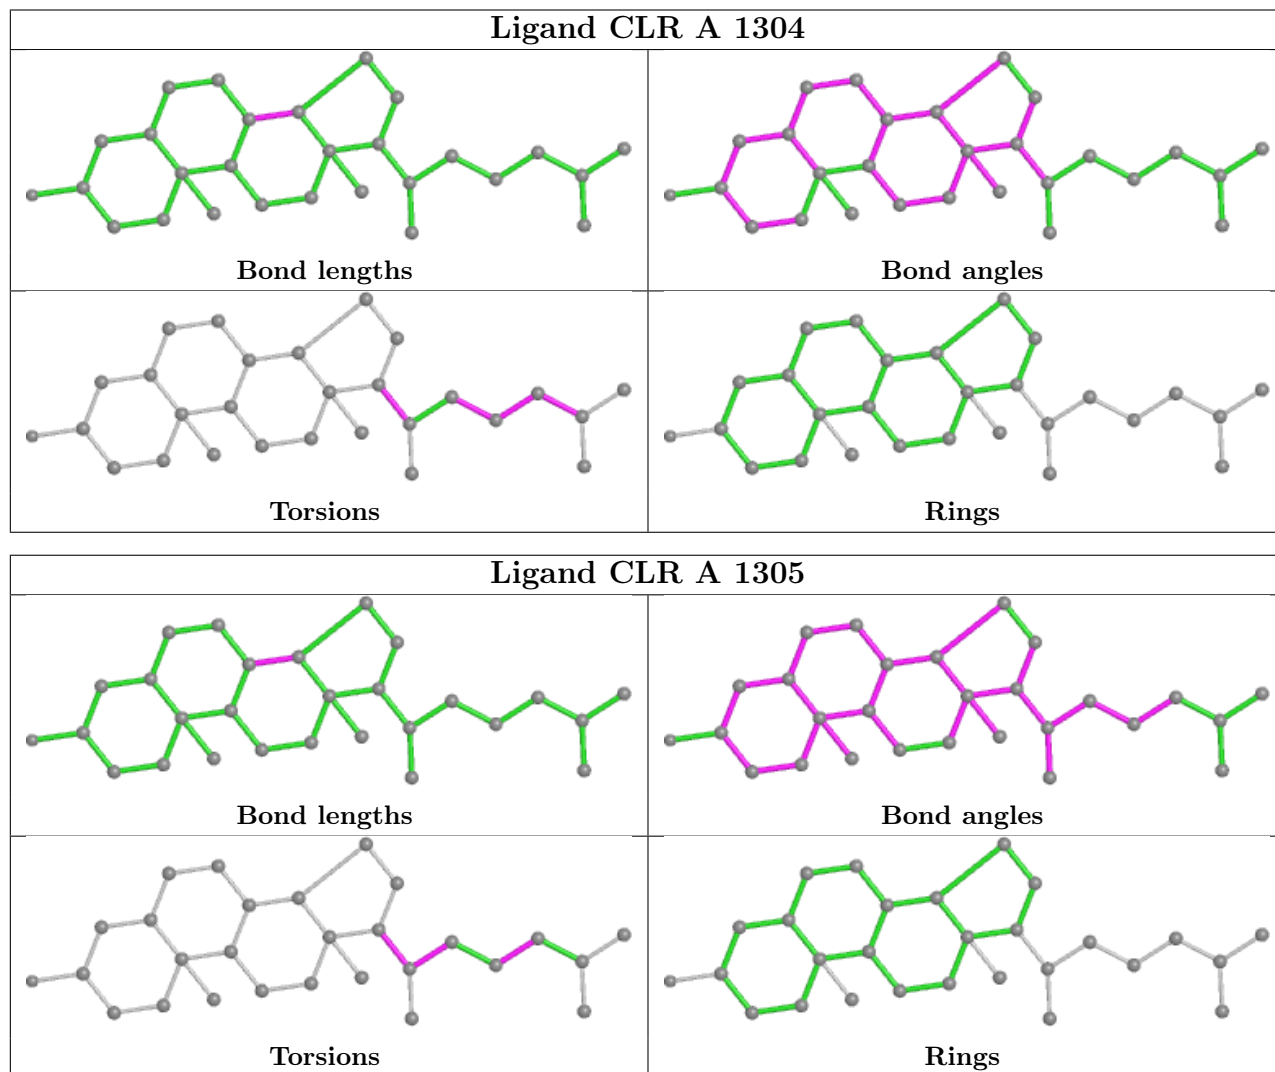 Ligand CLR A 1304
Bond lengths
Bond angles
Torsions
Rings
Ligand CLR A 1305
Bond lengths
Bond angles
Torsions
Rings